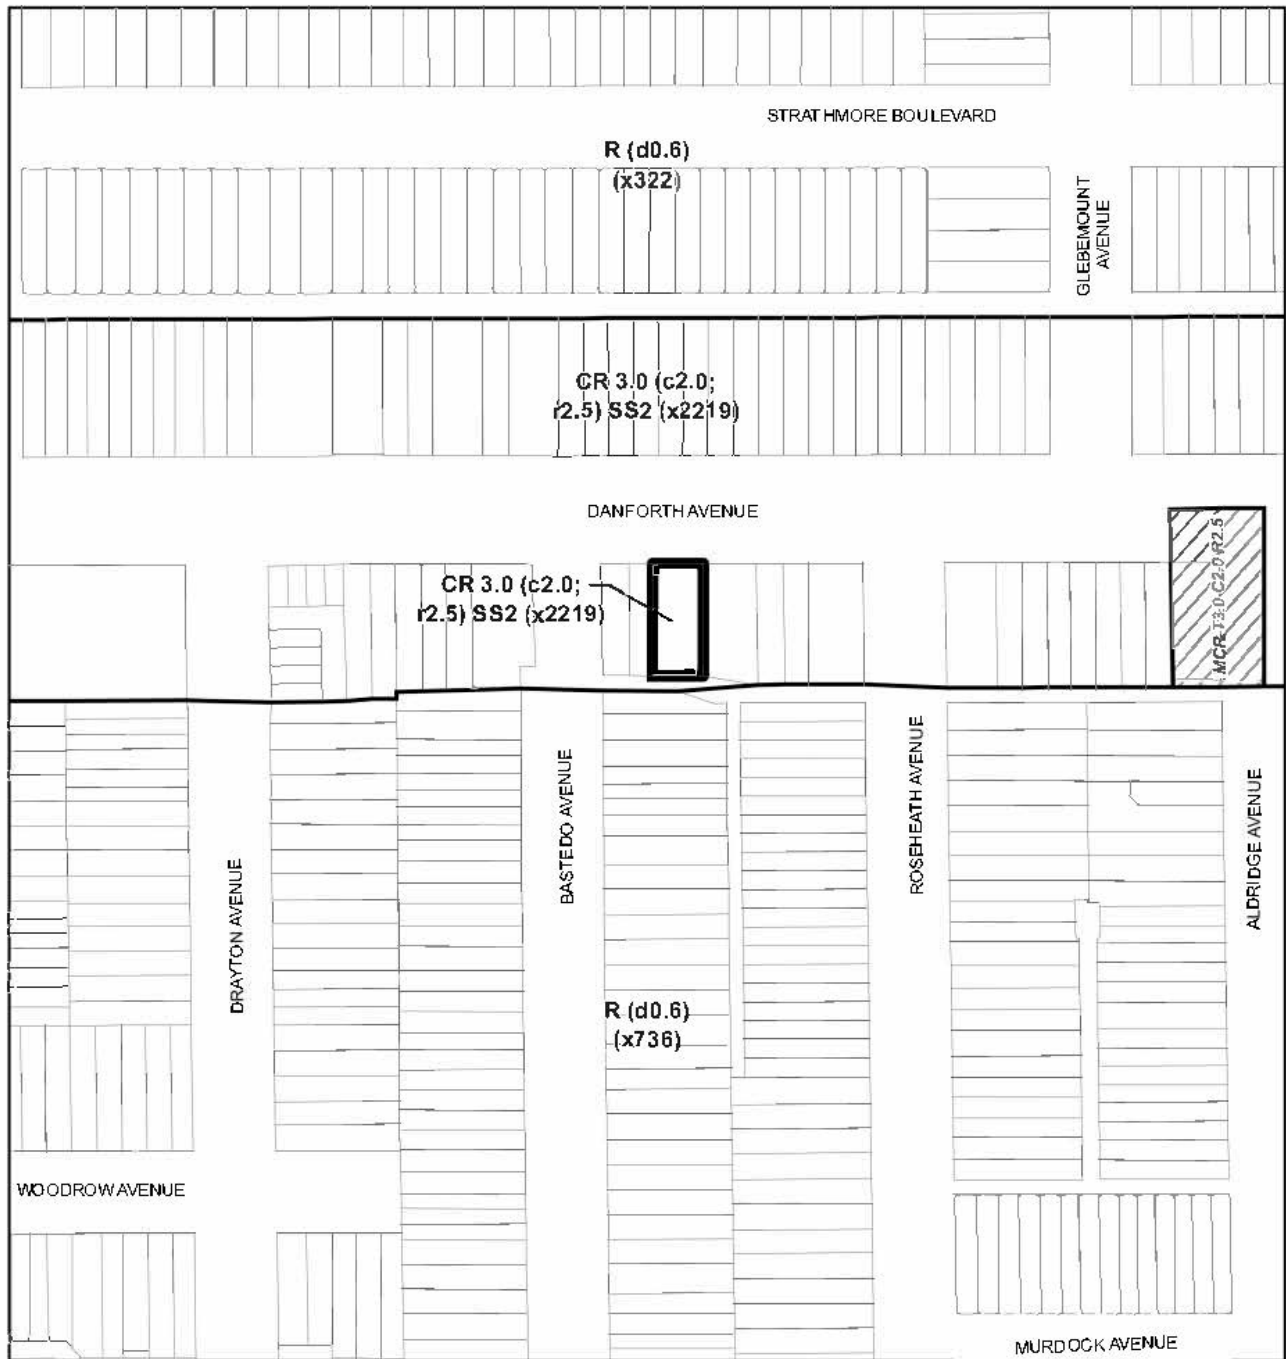 STRATHMORE BOULEVARD
R (d0.6)
(x322)
GLEBEMOUNT
AVENUE
CR 3.0 (c2.0;
r2.5) SS2 (x2219)
DANFORTH AVENUE
CR 3.0 (c2.0;
r2.5) SS2 (x2219)
MCR T3.0 C2.0 R2.5
DRAYTON AVENUE
BASTEDO AVENUE
ROSEHEATH AVENUE
ALDRIDGE AVENUE
R (d0.6)
(x736)
WOODROW AVENUE
MURDOCK AVENUE